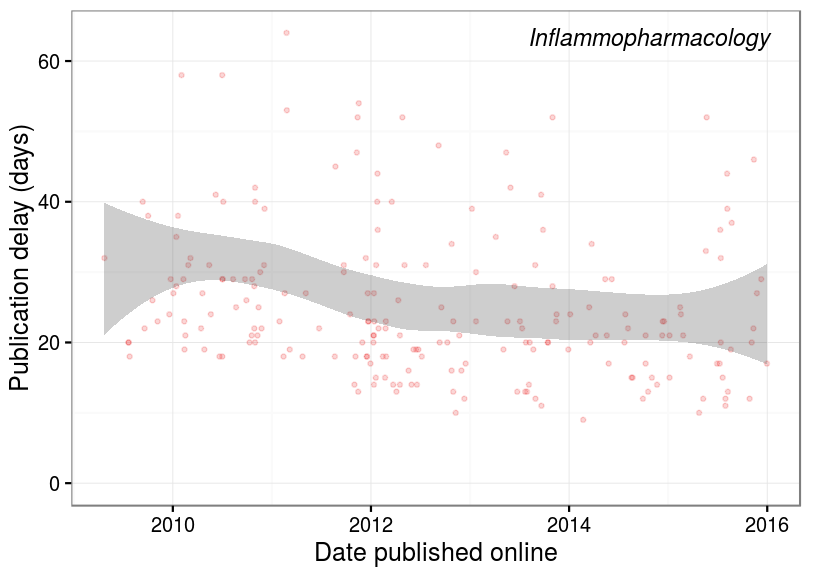 Inflammopharmacology
Publication delay (days)
60
40
20
0
2010 2012 2014 2016
Date published online